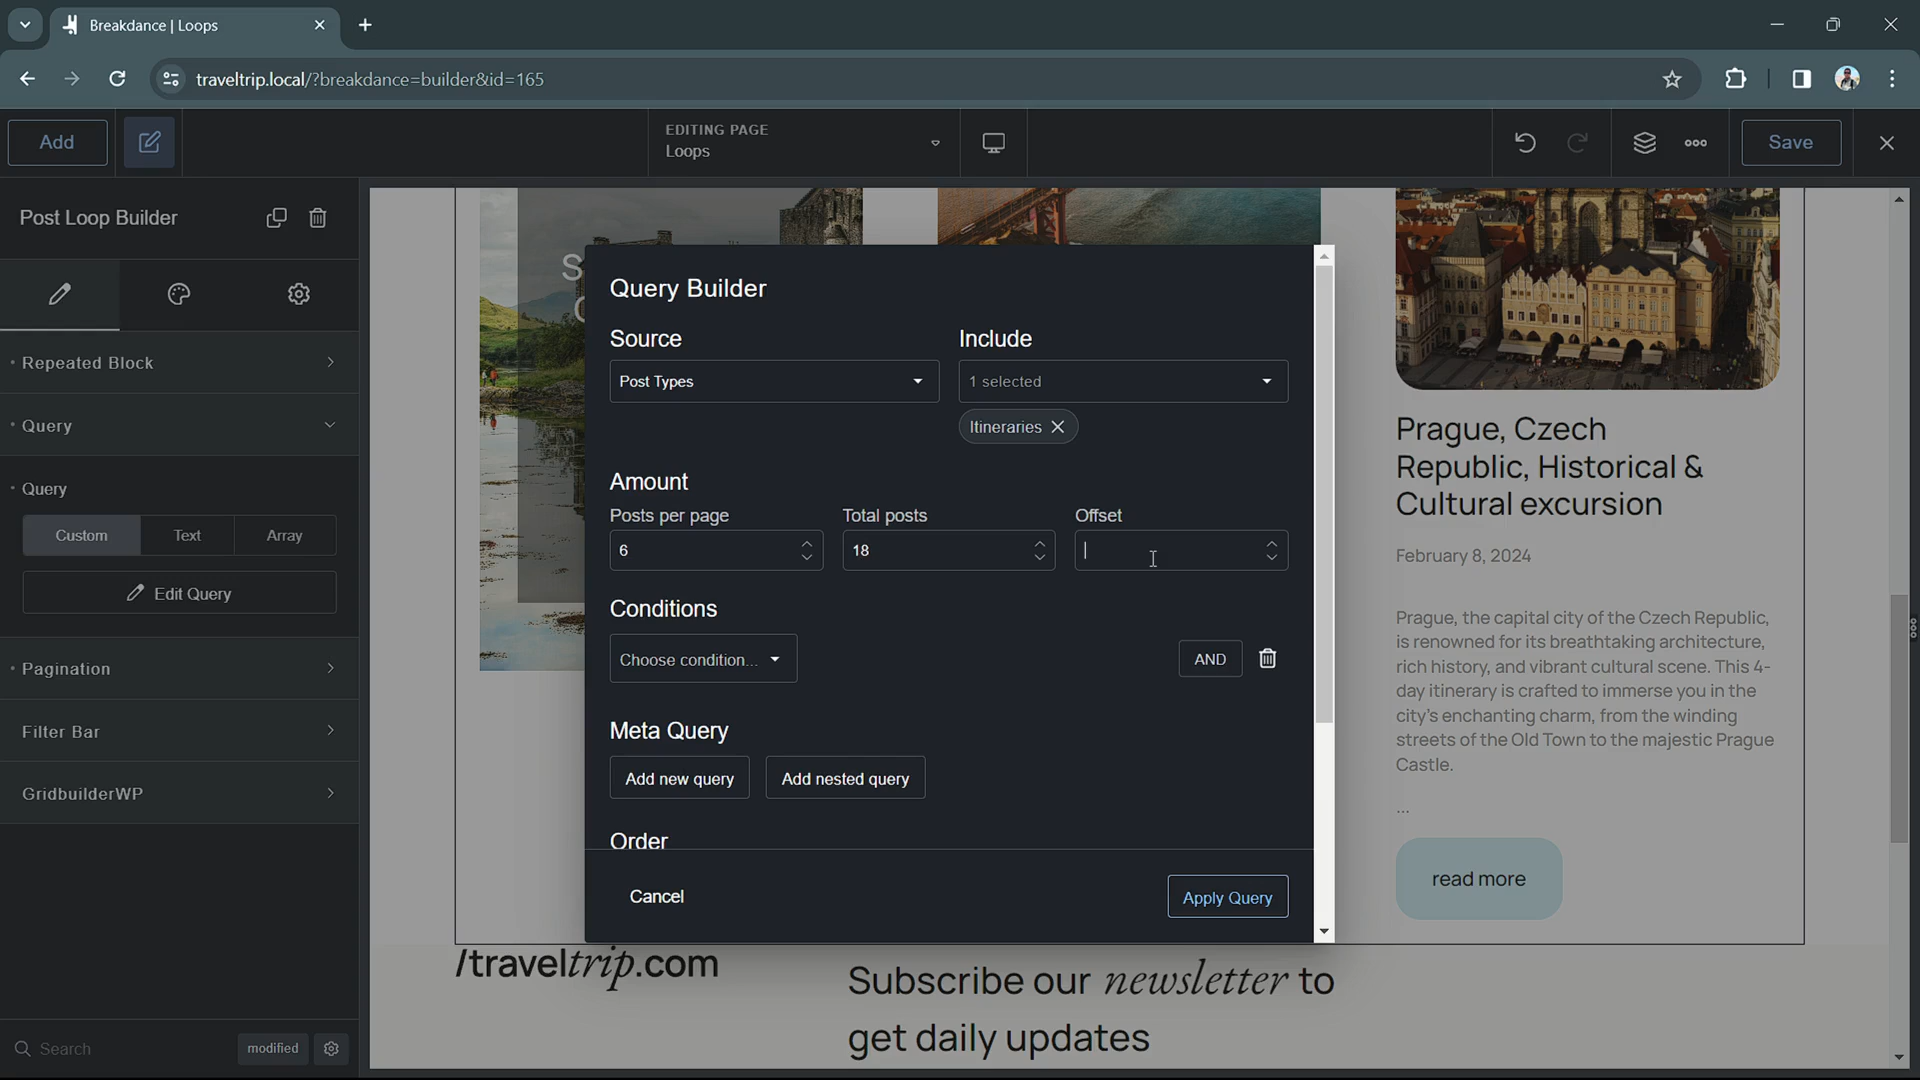 Breakdance | Loops
traveltrip.local/?breakdance=builder&id=165
Add
EDITING PAGE
Loops
Save
Post Loop Builder
Repeated Block
Query
Query
Custom
Text
Array
Edit Query
Pagination
Filter Bar
GridbuilderWP
Search
modified
Query Builder
Source
Include
Post Types
1 selected
Itineraries
Amount
Posts per page
Total posts
Offset
6
18
Conditions
Choose condition...
AND
Meta Query
Add new query
Add nested query
Order
Cancel
Apply Query
Prague, Czech
Republic, Historical &
Cultural excursion
February 8, 2024
Prague, the capital city of the Czech Republic,
is renowned for its breathtaking architecture,
rich history, and vibrant cultural scene. This 4-
day itinerary is crafted to immerse you in the
city's enchanting charm, from the winding
streets of the Old Town to the majestic Prague
Castle.
...
read more
/traveltrip.com
Subscribe our newsletter to
get daily updates